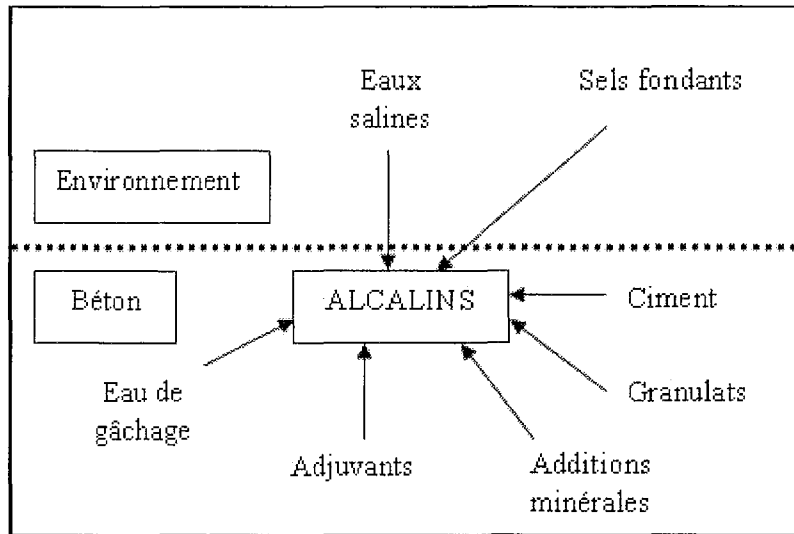 Eaux
salines
Sels fondants
Environnement
Béton
ALCALINS
Ciment
Eau de
gâchage
Granulats
Adjuvants
Additions
minérales